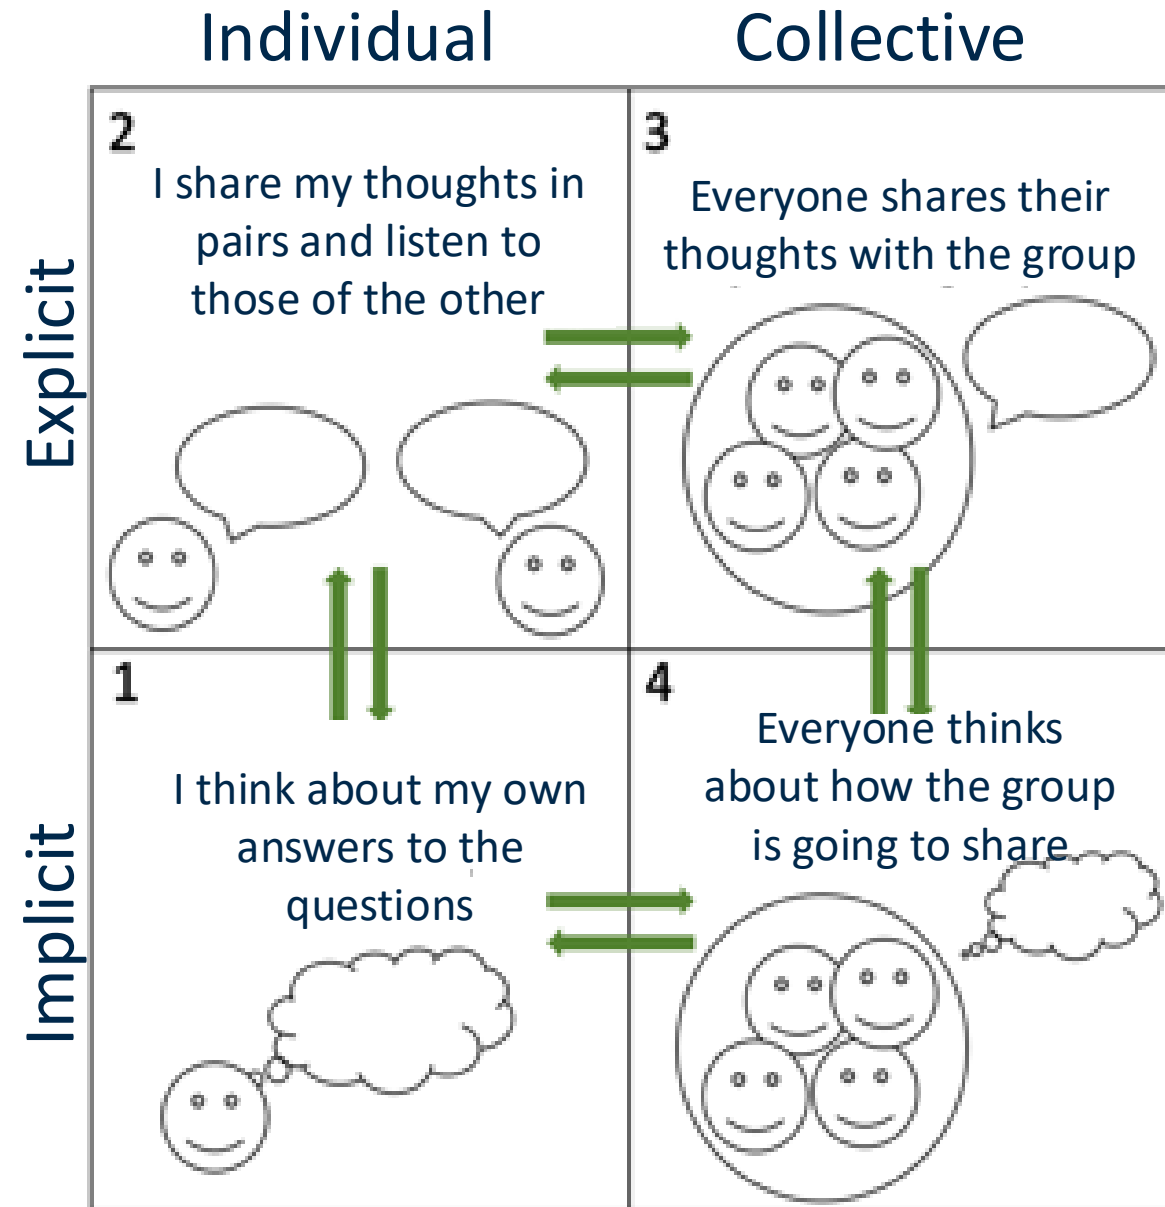 Individual
Collective
Explicit
2
I share my thoughts in
pairs and listen to
those of the other
3
Everyone shares their
thoughts with the group
Implicit
1
I think about my own
answers to the
questions
4
Everyone thinks
about how the group
is going to share